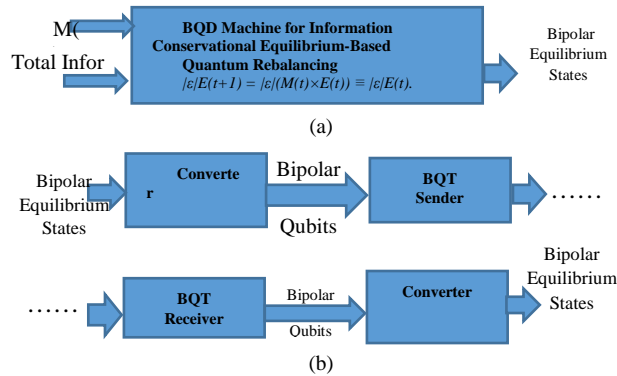 M(
Total Infor
BQD Machine for Information
Conservational Equilibrium-Based
Quantum Rebalancing
|ε|E(t+1) = |ε|(M(t)×E(t)) ≡ |ε|E(t).
Bipolar
Equilibrium
States
(a)
Bipolar
Equilibrium
States
Converte
r
Bipolar
Qubits
BQT
Sender
……
……
BQT
Receiver
Bipolar
Qubits
Converter
Bipolar
Equilibrium
States
(b)